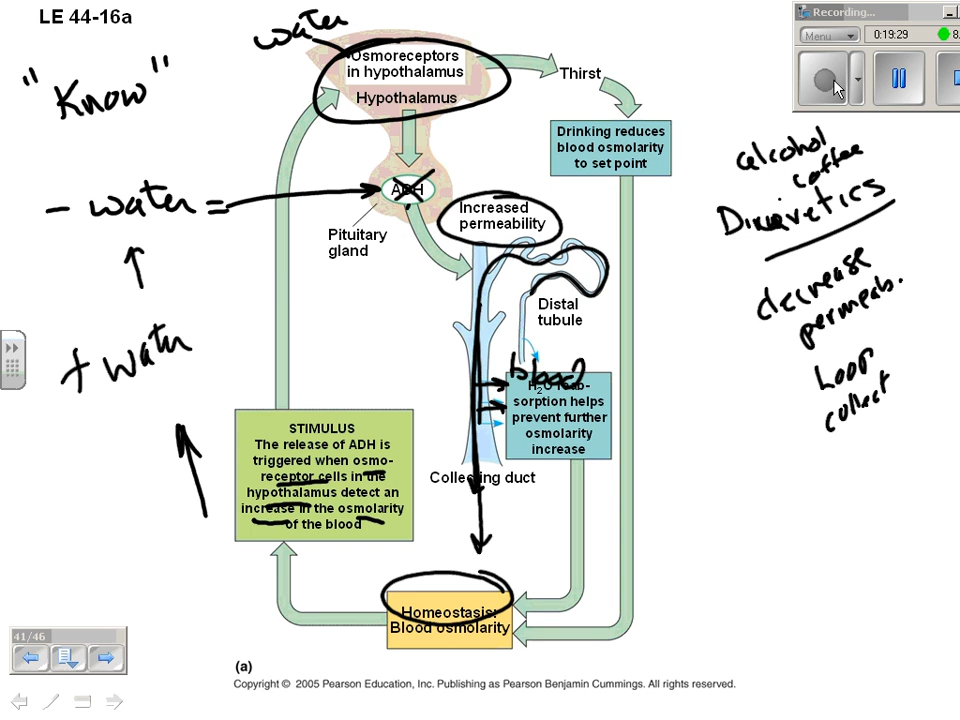 LE 44-16a
water
"Know"
Osmoreceptors
in hypothalamus
Hypothalamus
Thirst
Drinking reduces
blood osmolarity
to set point
ADH
- water =
Pituitary
gland
Increased
permeability
Distal
tubule
+ water
blood
H₂O reab-
sorption helps
prevent further
osmolarity
increase
Collecting duct
STIMULUS
The release of ADH is
triggered when osmo-
receptor cells in the
hypothalamus detect an
increase in the osmolarity
of the blood
Homeostasis:
Blood osmolarity
alcohol
coffee
decrease
permeab.
Loop
collect
Recording...
Menu
0:19:29
41/46
(a)
Copyright © 2005 Pearson Education, Inc. Publishing as Pearson Benjamin Cummings. All rights reserved.